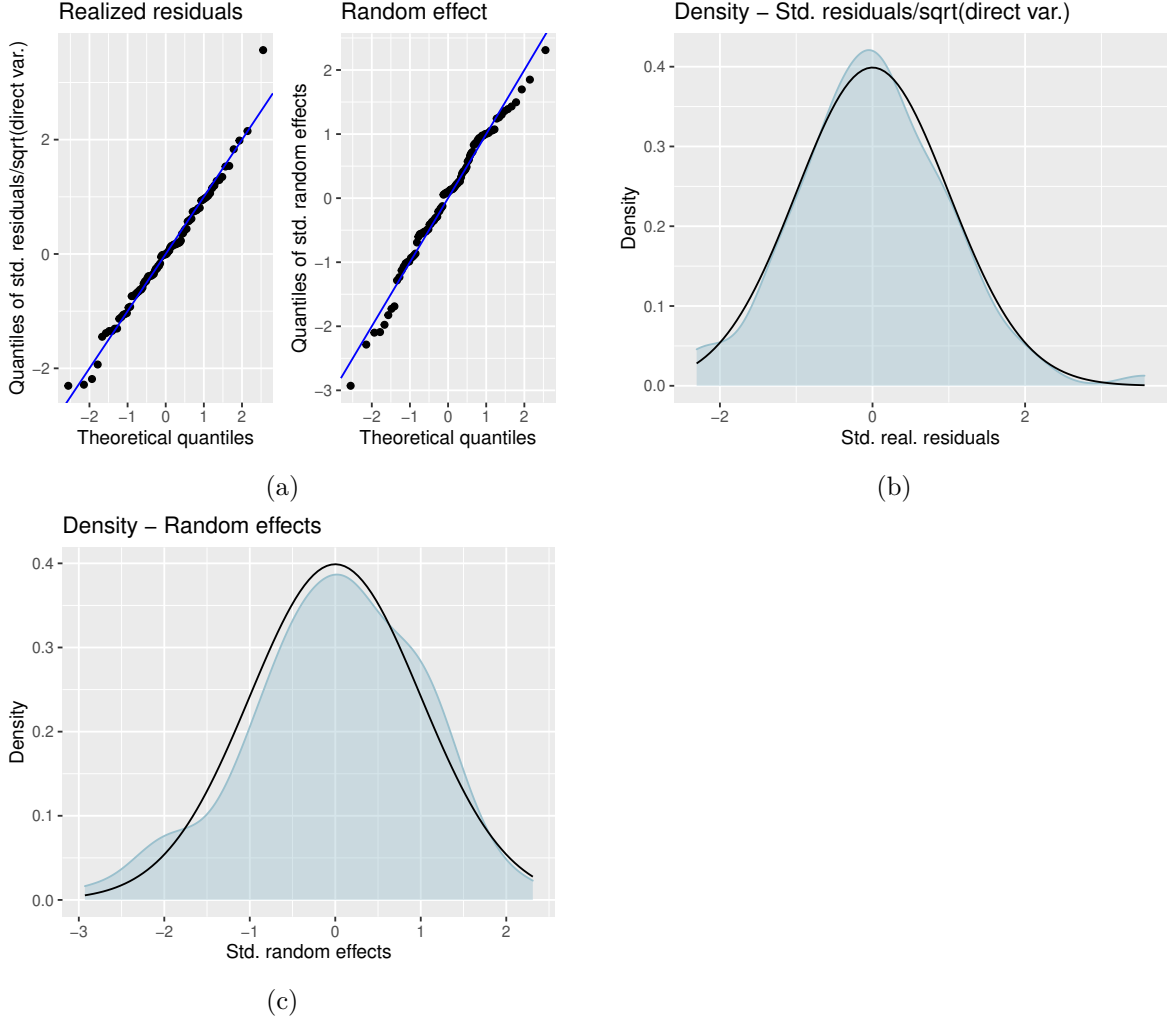 Realized residuals
Quantiles of std. residuals/sqrt(direct var.)
2
0
−2
−2 −1 0 1 2
Theoretical quantiles
Random effect
Quantiles of std. random effects
2
1
0
−1
−2
−3
−2 −1 0 1 2
Theoretical quantiles
(a)
Density − Std. residuals/sqrt(direct var.)
Density
0.4
0.3
0.2
0.1
0.0
−2 0 2
Std. real. residuals
(b)
Density − Random effects
Density
0.4
0.3
0.2
0.1
0.0
−3 −2 −1 0 1 2
Std. random effects
(c)